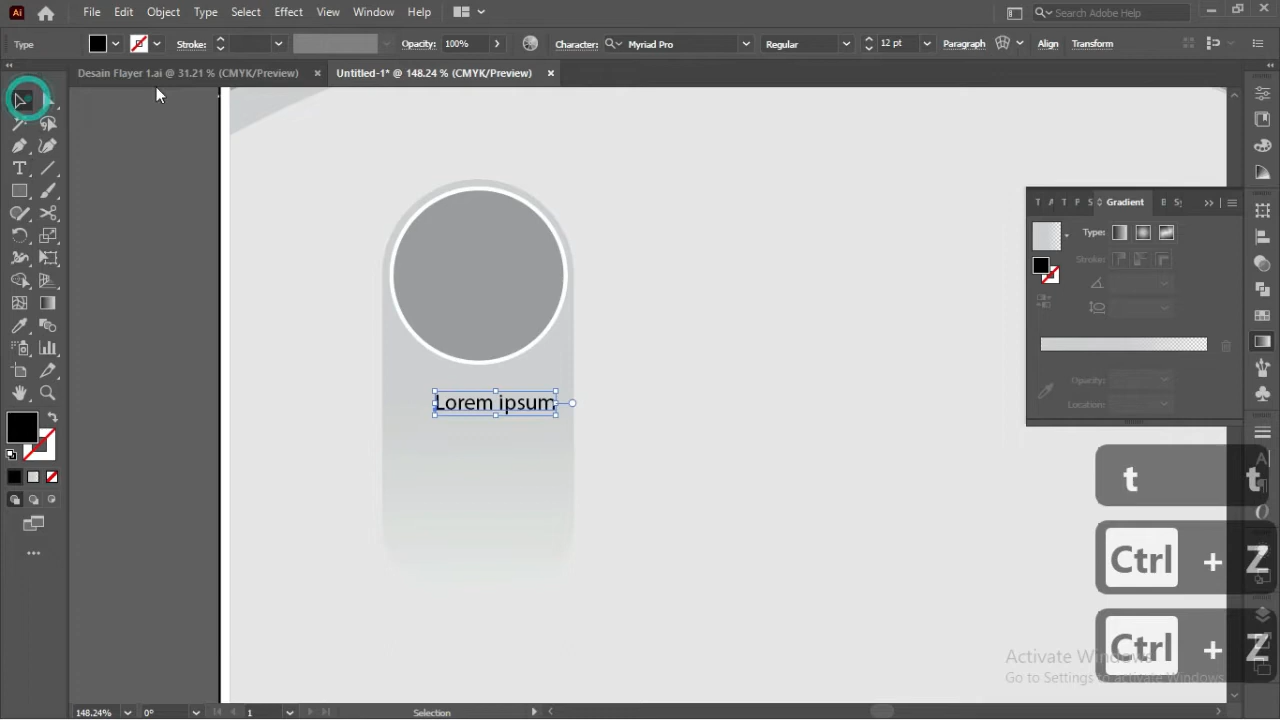 Ai File Edit Object Type Select Effect View Window Help Search Adobe Help
Type Stroke: Opacity: 100% Character: Myriad Pro Regular 12 pt Paragraph Align Transform
Desain Flayer 1.ai @ 31.21 % (CMYK/Preview) × Untitled-1* @ 148.24 % (CMYK/Preview) ×
T A T P S Gradient B S
Type:
Stroke:
Lorem ipsum
Opacity:
Location:
t t
Ctrl + Z
Ctrl + Z
Activate Windows
Go to Settings to activate Windows.
148.24% 0° 1 Selection